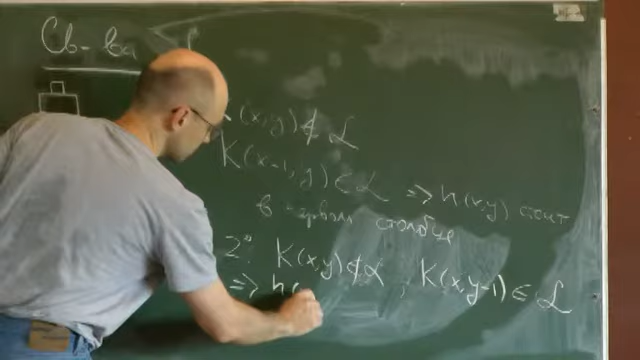 Св-ва
(x,y) ∉ ℒ
K(x-1,y) ∈ ℒ ⇒ h(x,y) стоит
в первом столбце
2°. K(x,y) ∉ ℒ , K(x,y-1) ∈ ℒ
⇒ h(